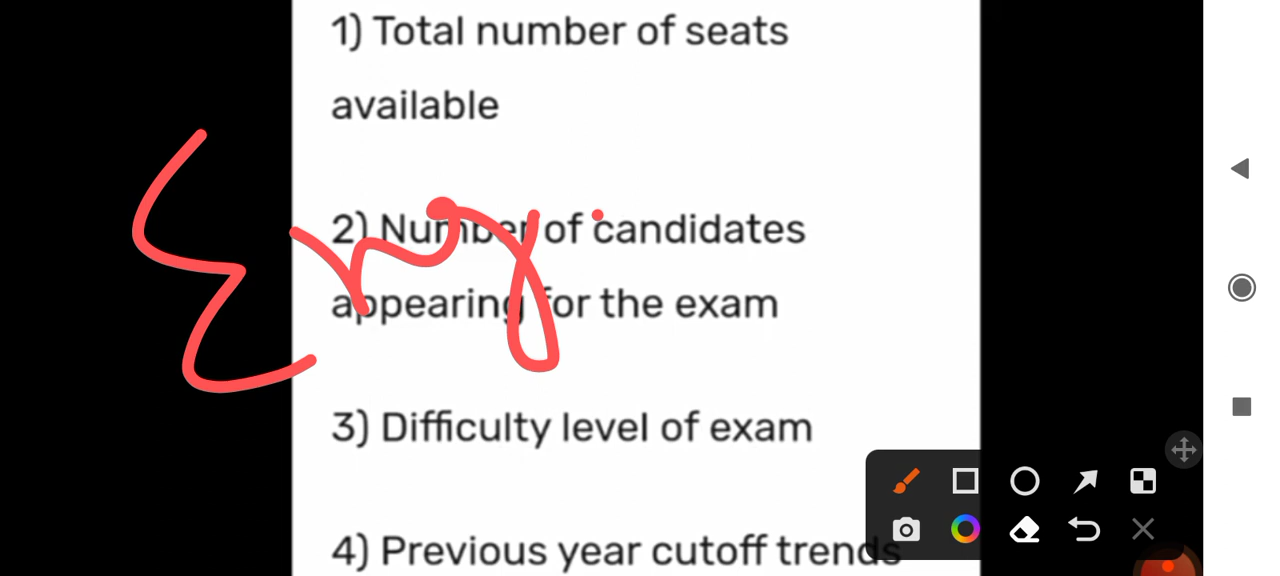 1) Total number of seats
available
2) Number of candidates
appearing for the exam
Eng.
3) Difficulty level of exam
4) Previous year cutoff trends